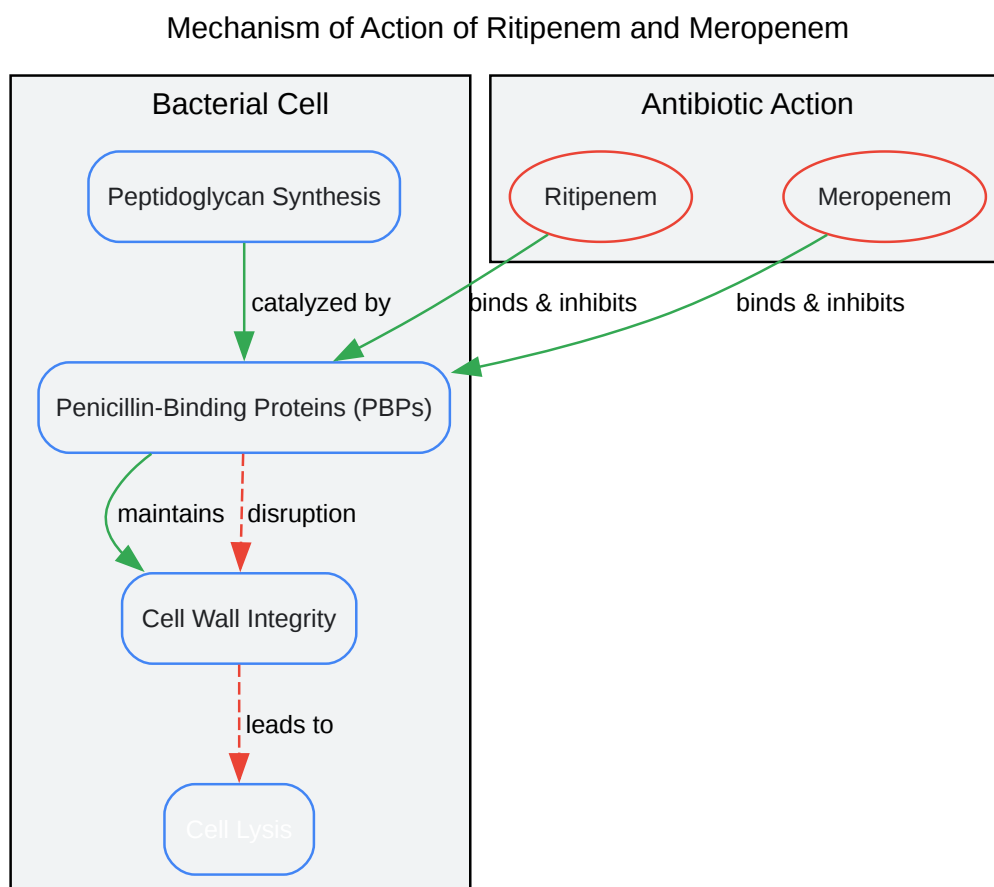 Mechanism of Action of Ritipenem and Meropenem
Bacterial Cell
Antibiotic Action
Peptidoglycan Synthesis
Ritipenem
Meropenem
catalyzed by
binds & inhibits
binds & inhibits
Penicillin-Binding Proteins (PBPs)
maintains
disruption
Cell Wall Integrity
leads to
Cell Lysis